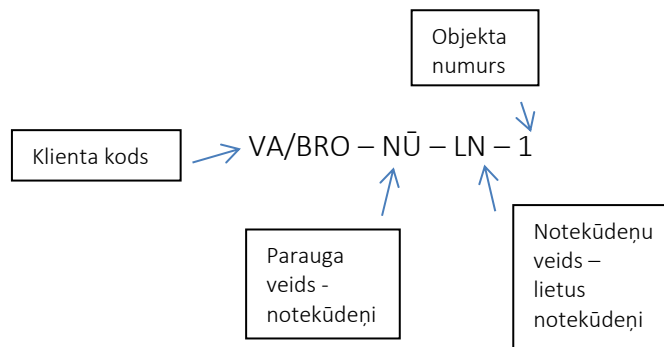 Objekta
numurs
Klienta kods
VA/BRO – NŪ – LN – 1
Parauga
veids -
notekūdeņi
Notekūdeņu
veids –
lietus
notekūdeņi